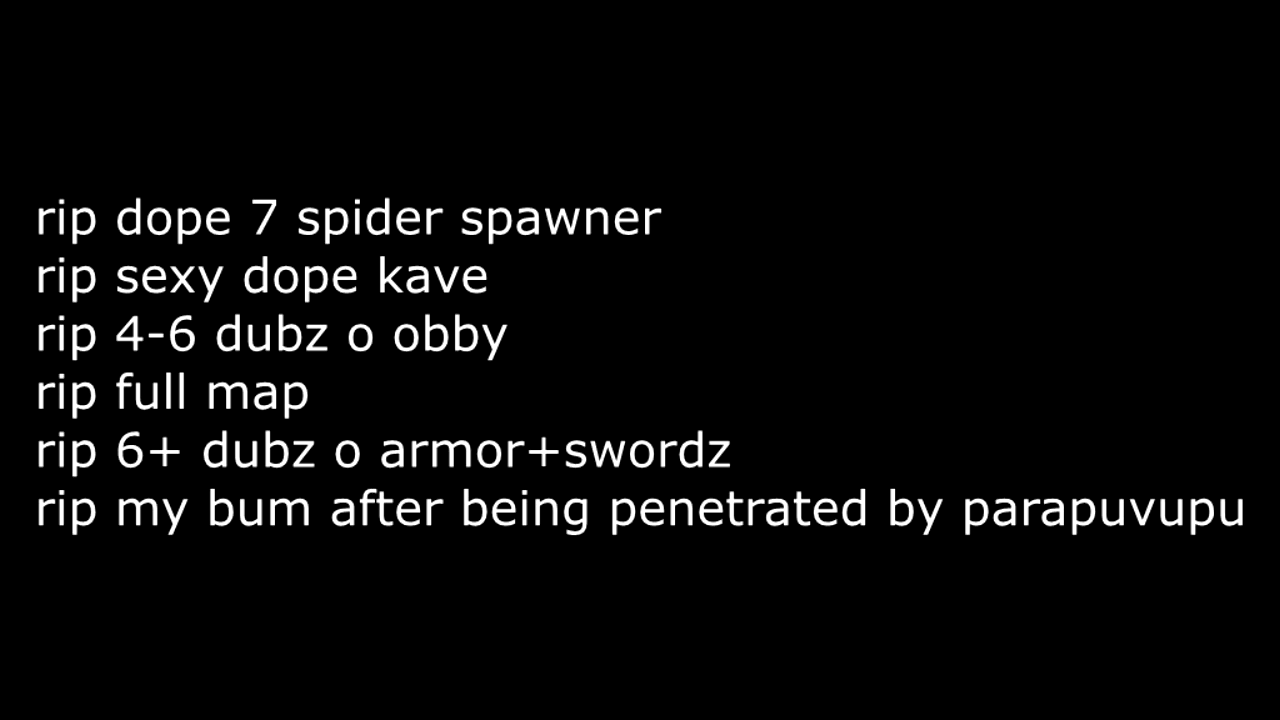 rip dope 7 spider spawner
rip sexy dope kave
rip 4-6 dubz o obby
rip full map
rip 6+ dubz o armor+swordz
rip my bum after being penetrated by parapuvupu